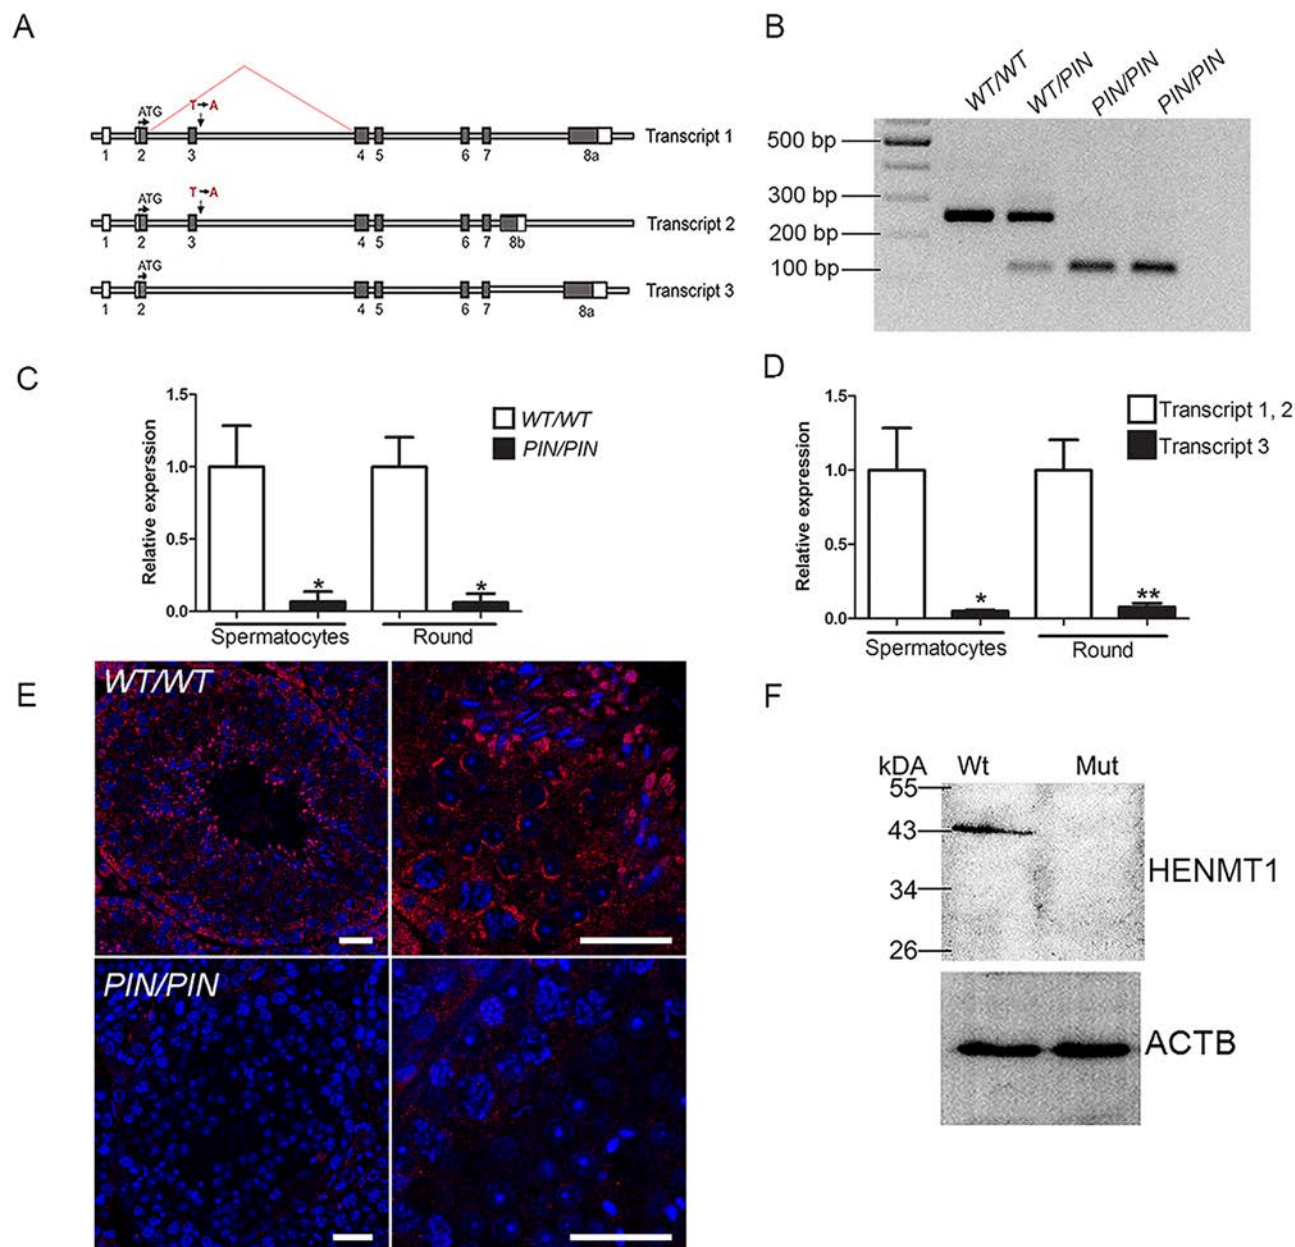 A
ATG
T→A
Transcript 1
1 2 3 4 5 6 7 8a
ATG
T→A
Transcript 2
1 2 3 4 5 6 7 8b
ATG
Transcript 3
1 2 4 5 6 7 8a
B
WT/WT
WT/PIN
PIN/PIN
PIN/PIN
500 bp
300 bp
200 bp
100 bp
C
Relative experssion
1.5
1.0
0.5
0.0
*
*
Spermatocytes
Round
WT/WT
PIN/PIN
D
Relative expression
1.5
1.0
0.5
0.0
*
**
Spermatocytes
Round
Transcript 1, 2
Transcript 3
E
WT/WT
PIN/PIN
F
kDA Wt Mut
55
43
34
26
HENMT1
ACTB